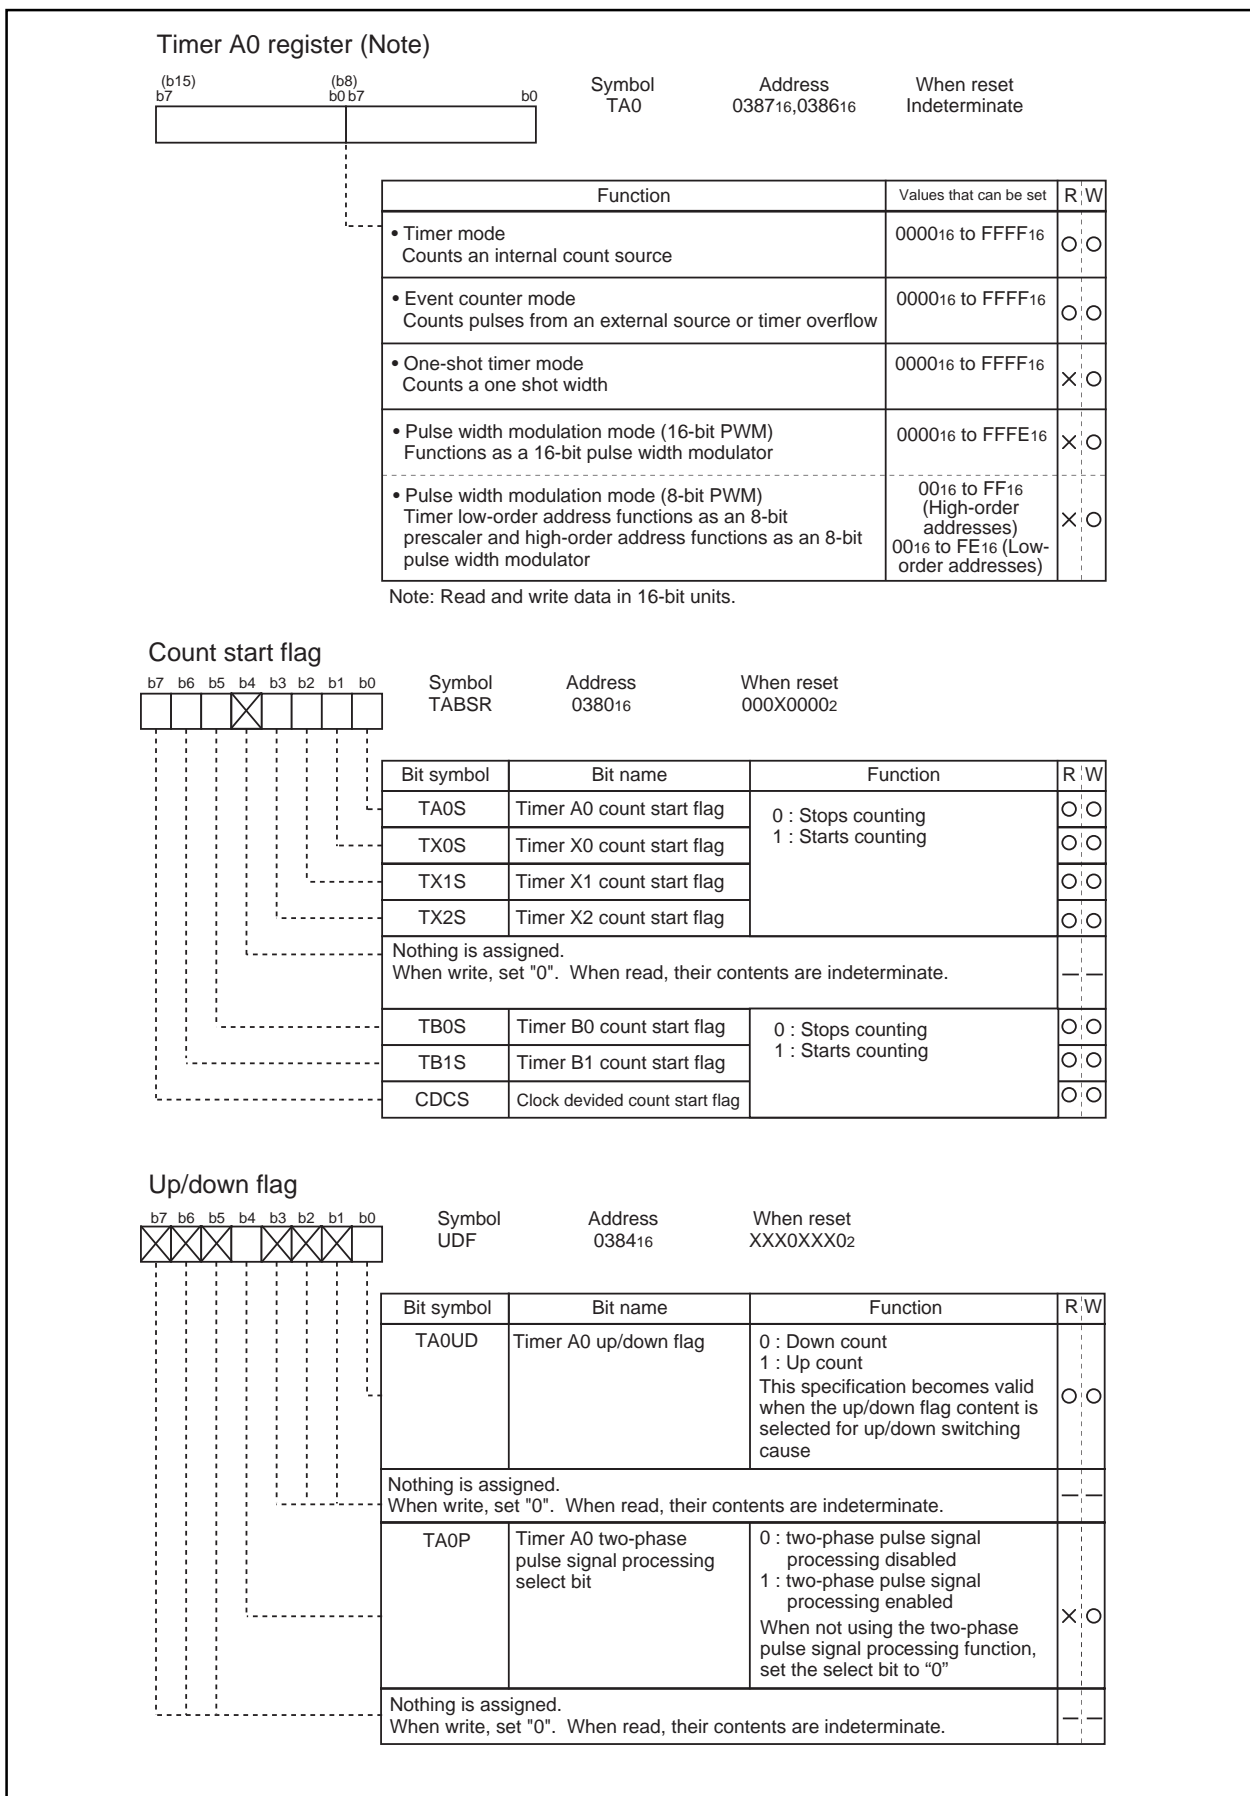 Timer A0 register (Note)
(b15) (b8)
b7 b0 b7 b0
Symbol Address When reset
TA0 038716,038616 Indeterminate
Function Values that can be set R W
• Timer mode 000016 to FFFF16
Counts an internal count source
• Event counter mode 000016 to FFFF16
Counts pulses from an external source or timer overflow
• One-shot timer mode 000016 to FFFF16
Counts a one shot width
• Pulse width modulation mode (16-bit PWM) 000016 to FFFE16
Functions as a 16-bit pulse width modulator
• Pulse width modulation mode (8-bit PWM)
Timer low-order address functions as an 8-bit
prescaler and high-order address functions as an 8-bit
pulse width modulator
0016 to FF16
(High-order
addresses)
0016 to FE16 (Low-
order addresses)
Note: Read and write data in 16-bit units.
Count start flag
b7 b6 b5 b4 b3 b2 b1 b0
Symbol Address When reset
TABSR 038016 000X00002
Bit symbol Bit name Function R W
TA0S Timer A0 count start flag
0 : Stops counting
1 : Starts counting
TX0S Timer X0 count start flag
TX1S Timer X1 count start flag
TX2S Timer X2 count start flag
Nothing is assigned.
When write, set "0". When read, their contents are indeterminate.
TB0S Timer B0 count start flag
0 : Stops counting
1 : Starts counting
TB1S Timer B1 count start flag
CDCS Clock devided count start flag
Up/down flag
b7 b6 b5 b4 b3 b2 b1 b0
Symbol Address When reset
UDF 038416 XXX0XXX02
Bit symbol Bit name Function R W
TA0UD Timer A0 up/down flag
0 : Down count
1 : Up count
This specification becomes valid
when the up/down flag content is
selected for up/down switching
cause
Nothing is assigned.
When write, set "0". When read, their contents are indeterminate.
TA0P
Timer A0 two-phase
pulse signal processing
select bit
0 : two-phase pulse signal
processing disabled
1 : two-phase pulse signal
processing enabled
When not using the two-phase
pulse signal processing function,
set the select bit to “0”
Nothing is assigned.
When write, set "0". When read, their contents are indeterminate.